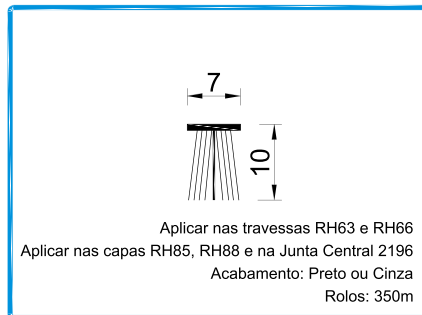 7
10
Aplicar nas travessas RH63 e RH66
Aplicar nas capas RH85, RH88 e na Junta Central 2196
Acabamento: Preto ou Cinza
Rolos: 350m